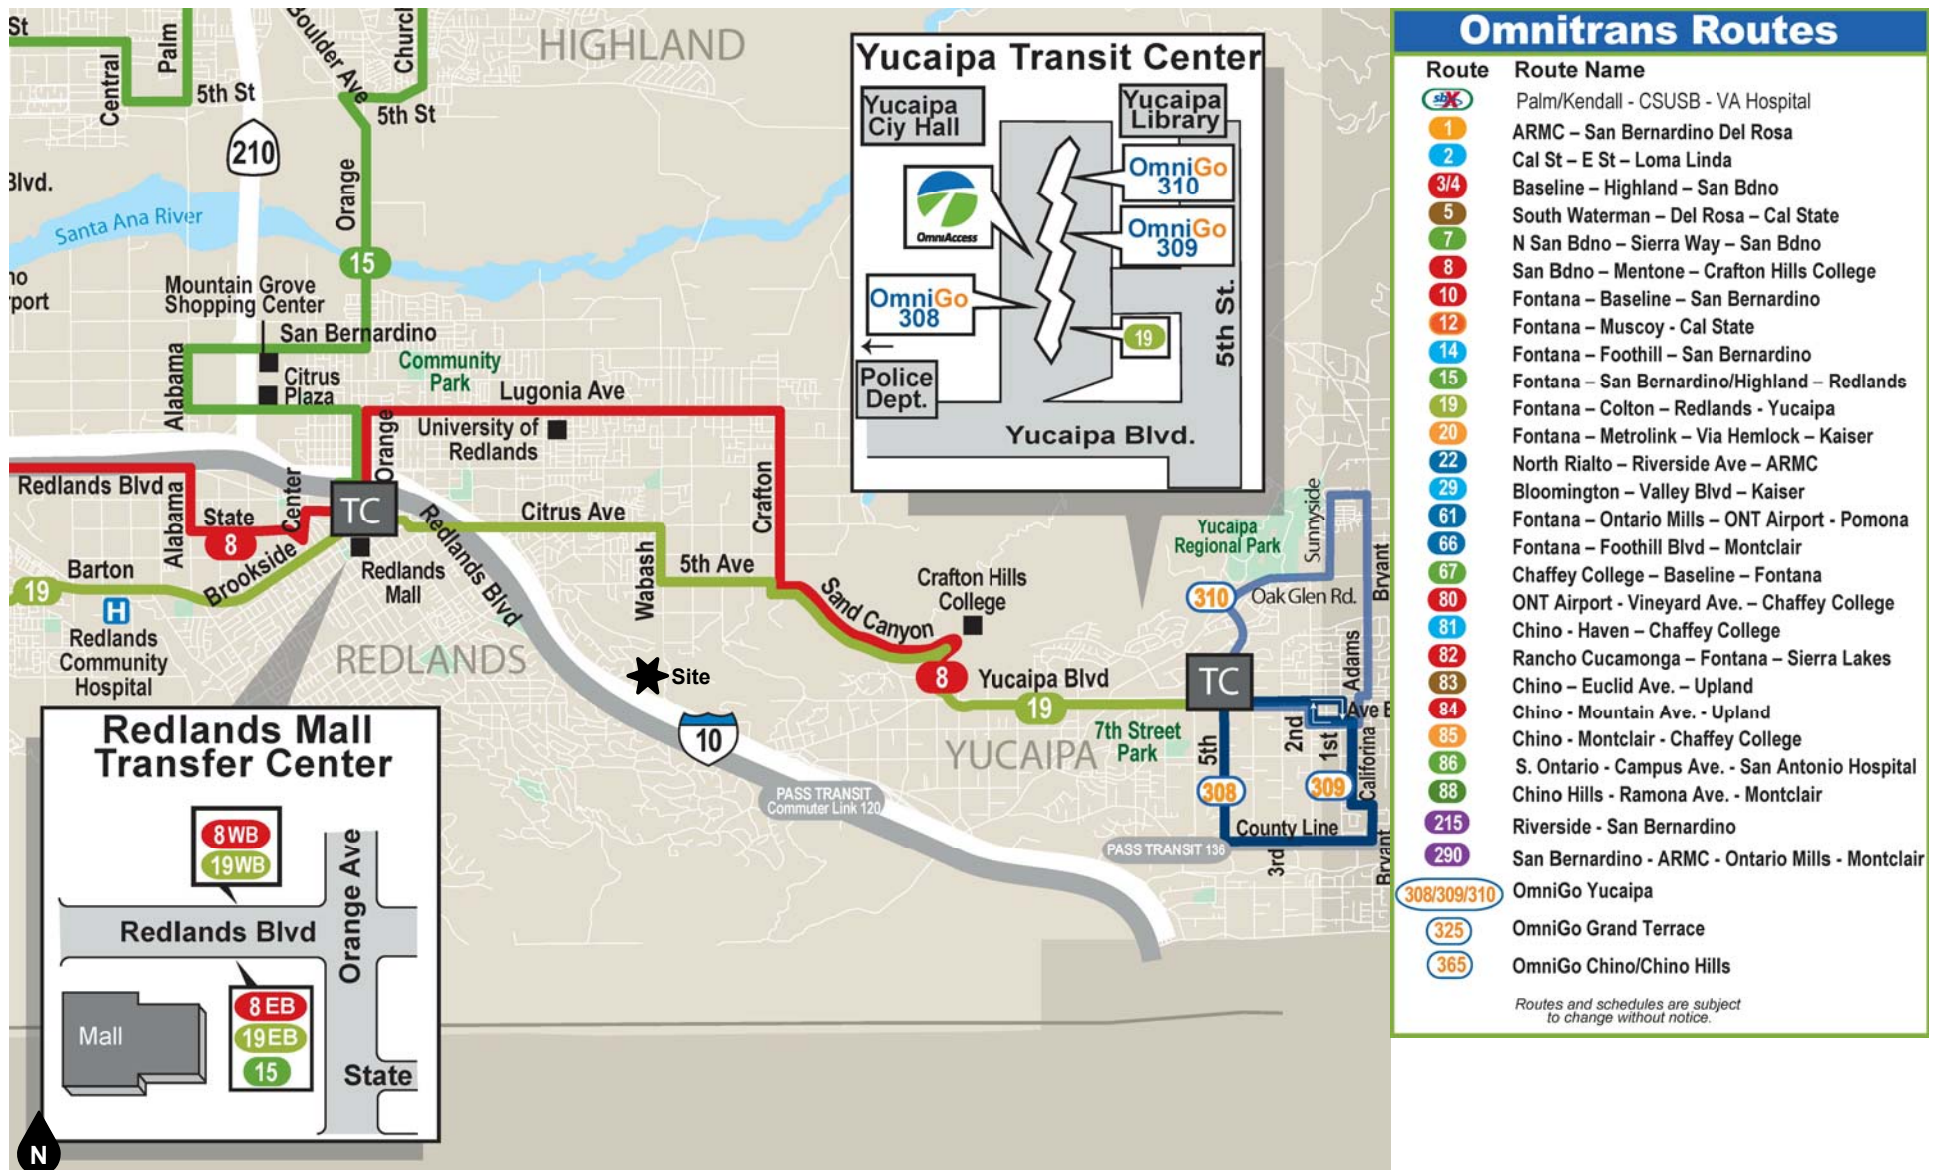 St
Central
Palm
5th St
Boulder Ave
Church
5th St
HIGHLAND
210
Blvd.
Santa Ana River
Orange
15
Mountain Grove
Shopping Center
San Bernardino
Alabama
Citrus
Plaza
Community
Park
Lugonia Ave
Orange
University of
Redlands
Redlands Blvd
Alabama
State
8
Center
TC
Brookside
Barton
19
H
Redlands
Community
Hospital
Redlands
Mall
Redlands Blvd
Citrus Ave
Wabash
5th Ave
Crafton
Sand Canyon
Crafton Hills
College
8
Yucaipa Blvd
19
REDLANDS
Site
10
PASS TRANSIT
Commuter Link 120
YUCAIPA
7th Street
Park
TC
310
Oak Glen Rd.
Sunnyside
Yucaipa
Regional Park
Bryant
Adams
Ave E
2nd
1st
5th
California
308
309
County Line
PASS TRANSIT 136
3rd
Bryant
Yucaipa Transit Center
Yucaipa
Ciy Hall
Yucaipa
Library
OmniAccess
OmniGo
310
OmniGo
309
OmniGo
308
19
5th St.
Police
Dept.
Yucaipa Blvd.
Redlands Mall
Transfer Center
8 WB
19 WB
Redlands Blvd
Orange Ave
8 EB
19 EB
15
Mall
State
N
Omnitrans Routes
Route Route Name
sbX Palm/Kendall - CSUSB - VA Hospital
1 ARMC – San Bernardino Del Rosa
2 Cal St – E St – Loma Linda
3/4 Baseline – Highland – San Bdno
5 South Waterman – Del Rosa – Cal State
7 N San Bdno – Sierra Way – San Bdno
8 San Bdno – Mentone – Crafton Hills College
10 Fontana – Baseline – San Bernardino
12 Fontana – Muscoy - Cal State
14 Fontana – Foothill – San Bernardino
15 Fontana – San Bernardino/Highland – Redlands
19 Fontana – Colton – Redlands - Yucaipa
20 Fontana – Metrolink – Via Hemlock – Kaiser
22 North Rialto – Riverside Ave – ARMC
29 Bloomington – Valley Blvd – Kaiser
61 Fontana – Ontario Mills – ONT Airport - Pomona
66 Fontana – Foothill Blvd – Montclair
67 Chaffey College – Baseline – Fontana
80 ONT Airport - Vineyard Ave. – Chaffey College
81 Chino - Haven – Chaffey College
82 Rancho Cucamonga – Fontana – Sierra Lakes
83 Chino – Euclid Ave. – Upland
84 Chino - Mountain Ave. - Upland
85 Chino - Montclair - Chaffey College
86 S. Ontario - Campus Ave. - San Antonio Hospital
88 Chino Hills - Ramona Ave. - Montclair
215 Riverside - San Bernardino
290 San Bernardino - ARMC - Ontario Mills - Montclair
308/309/310 OmniGo Yucaipa
325 OmniGo Grand Terrace
365 OmniGo Chino/Chino Hills
Routes and schedules are subject
to change without notice.